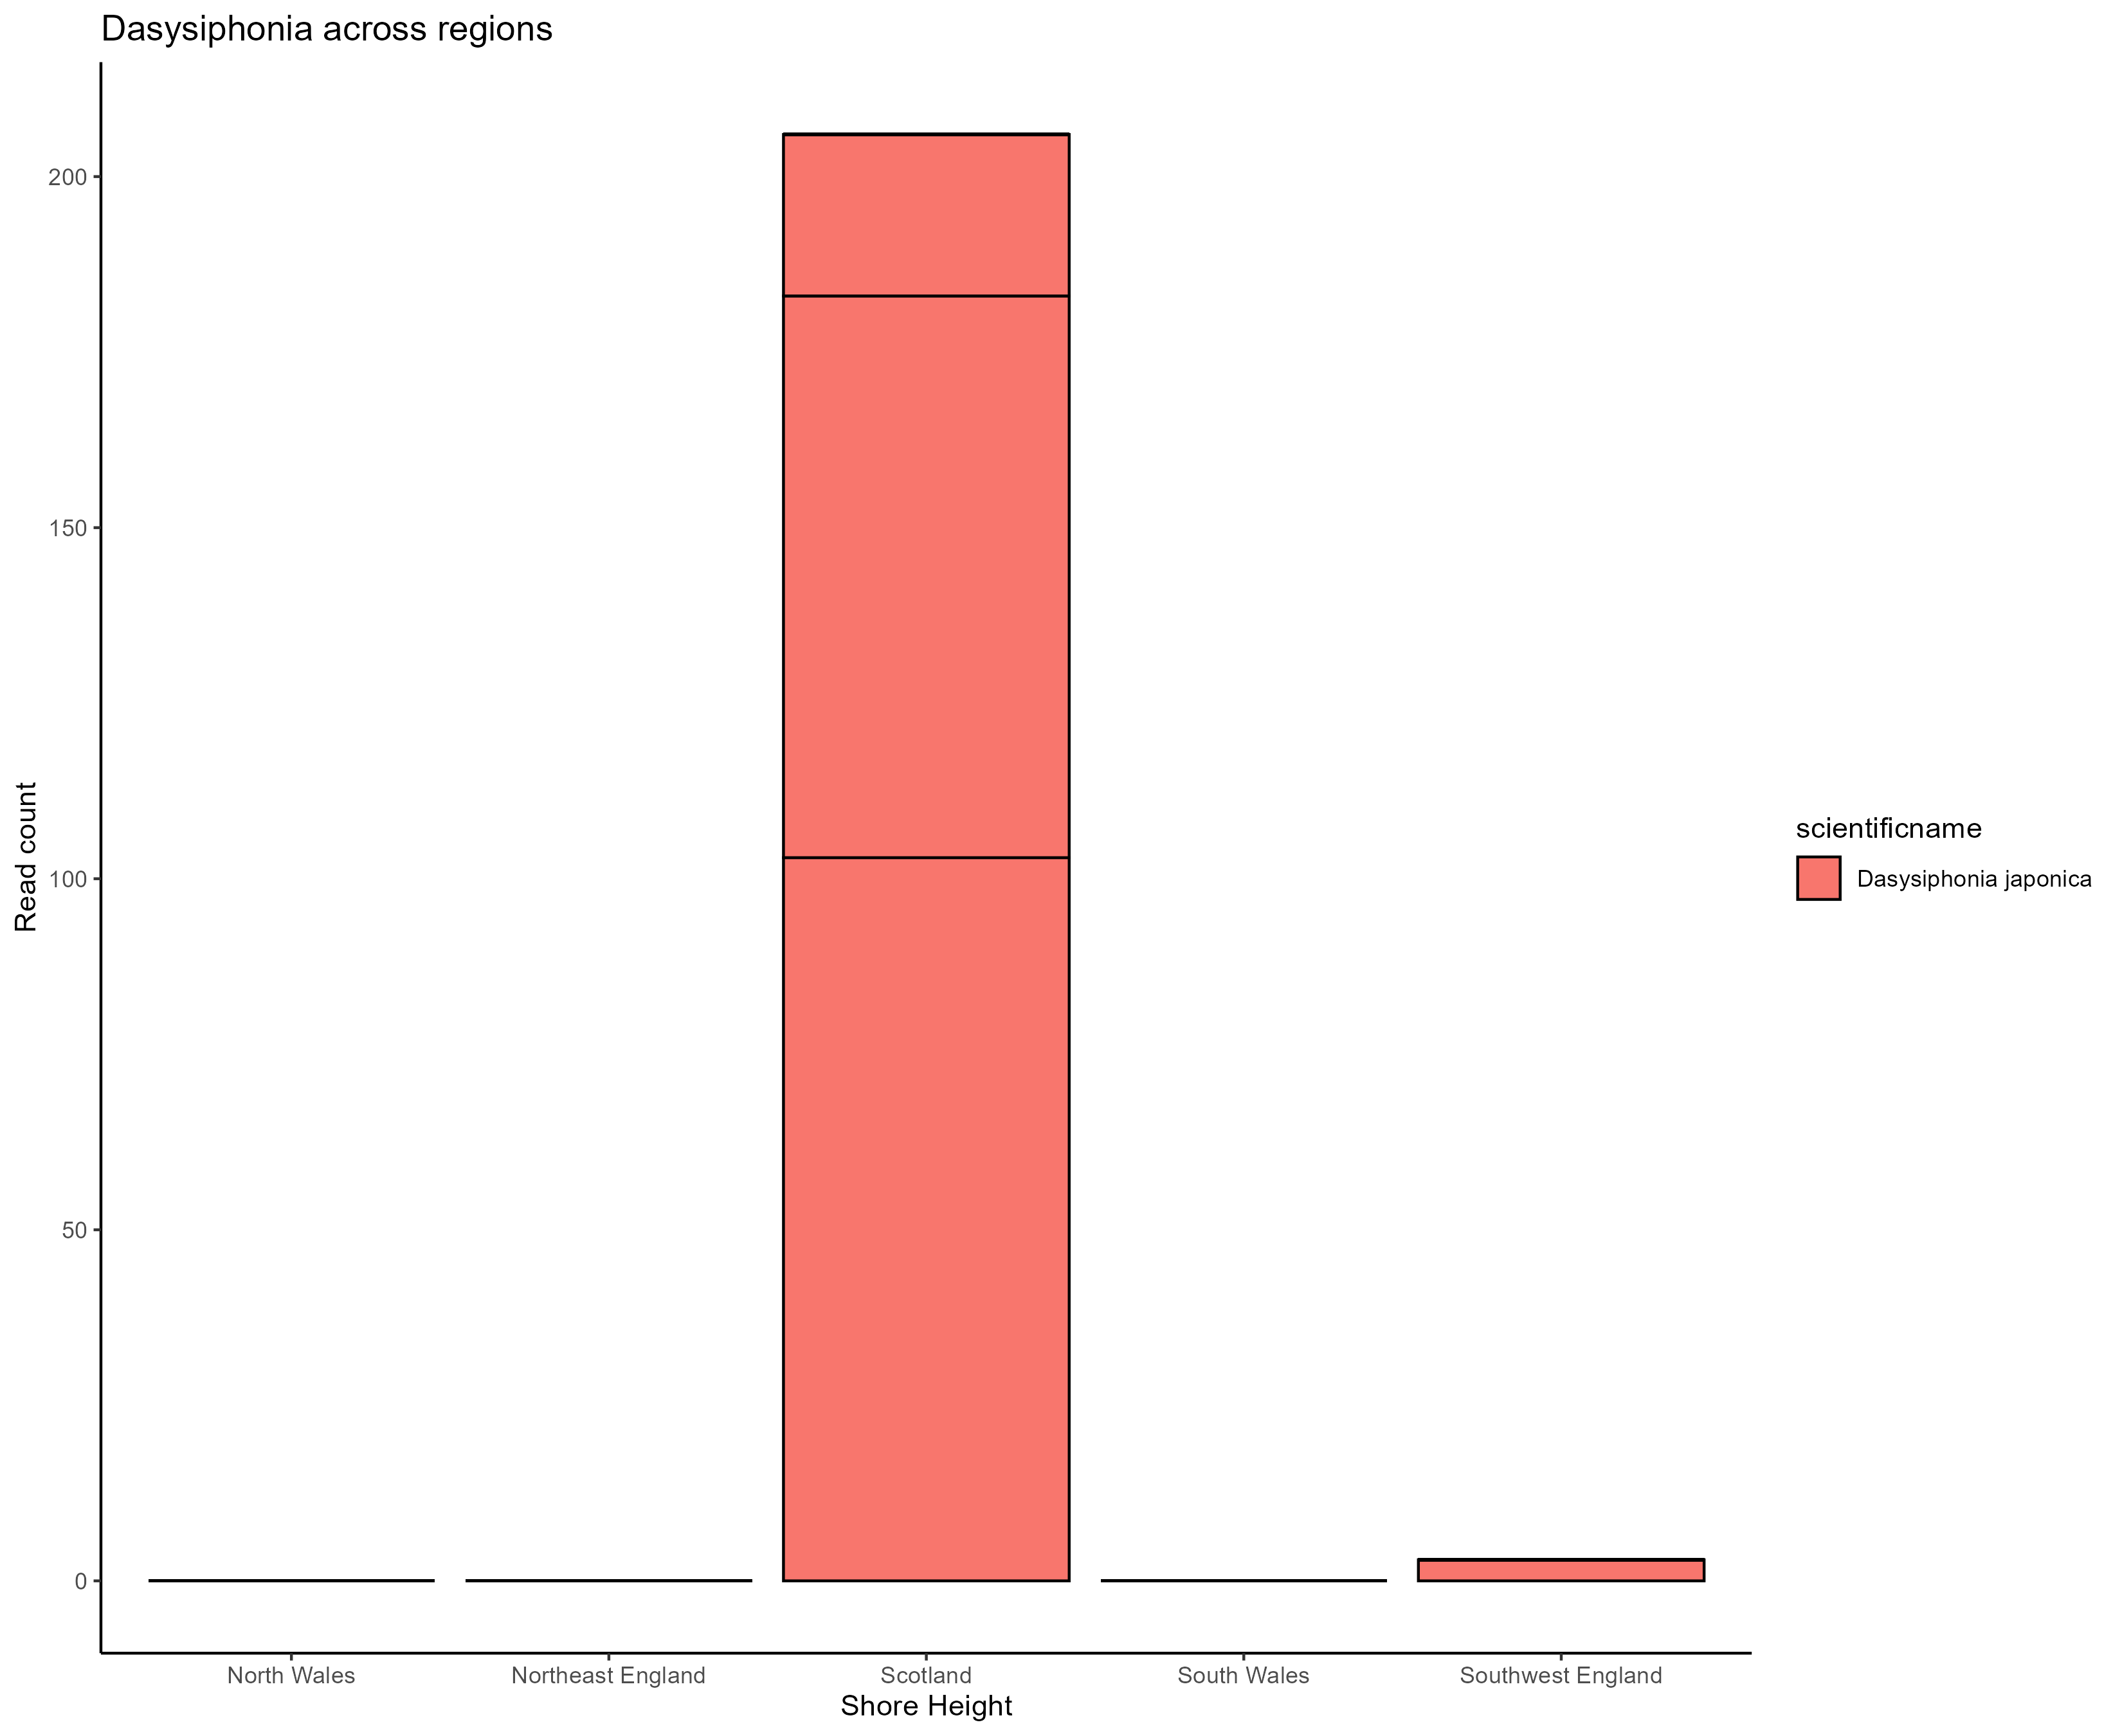 Dasysiphonia across regions
Read count
200
150
100
50
0
North Wales
Northeast England
Scotland
South Wales
Southwest England
Shore Height
scientificname
Dasysiphonia japonica